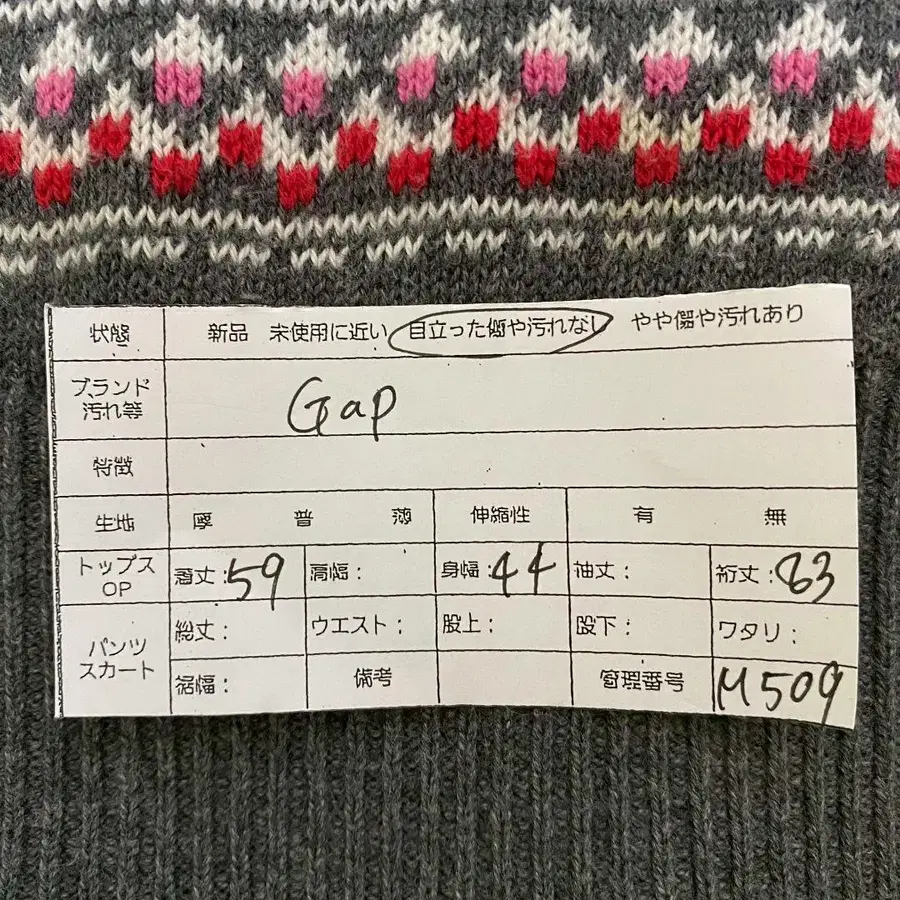 状態 新品 未使用に近い 目立った傷や汚れなし やや傷や汚れあり
ブランド
汚れ等
Gap
特徴
生地 厚 普 薄 伸縮性 有 無
トップス
OP
着丈:59 肩幅: 身幅:44 袖丈: 裄丈:83
パンツ
スカート
総丈: ウエスト: 股上: 股下: ワタリ:
裾幅: 備考 管理番号 M509